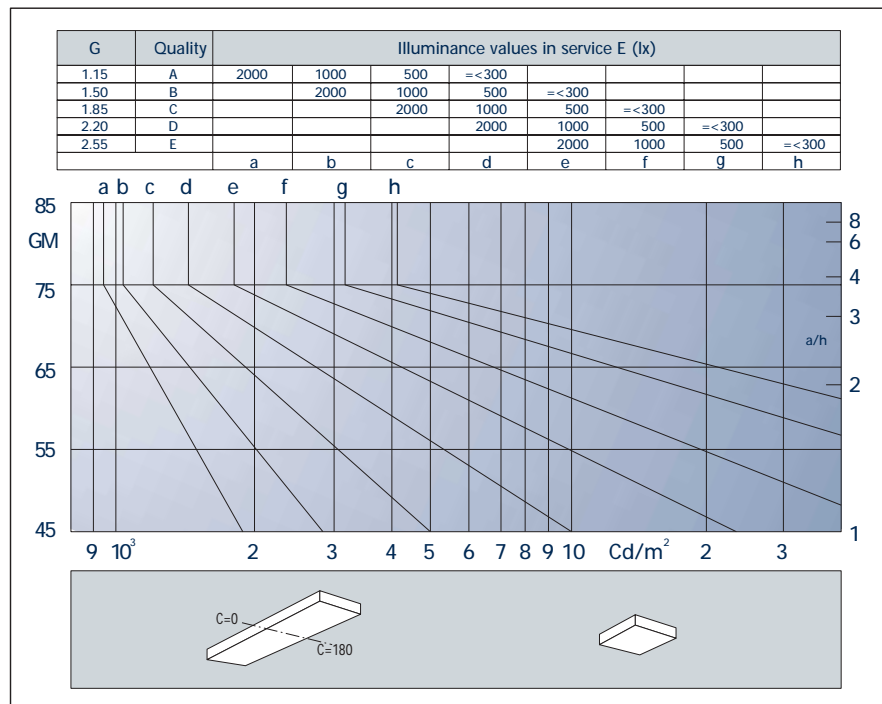 G Quality Illuminance values in service E (lx)
1.15 A 2000 1000 500 =<300
1.50 B 2000 1000 500 =<300
1.85 C 2000 1000 500 =<300
2.20 D 2000 1000 500 =<300
2.55 E 2000 1000 500 =<300
a b c d e f g h
a b c d e f g h
85
GM
75
65
55
45
8
6
4
3
a/h
2
1
9 10³ 2 3 4 5 6 7 8 9 10 Cd/m² 2 3
C=0
C=180